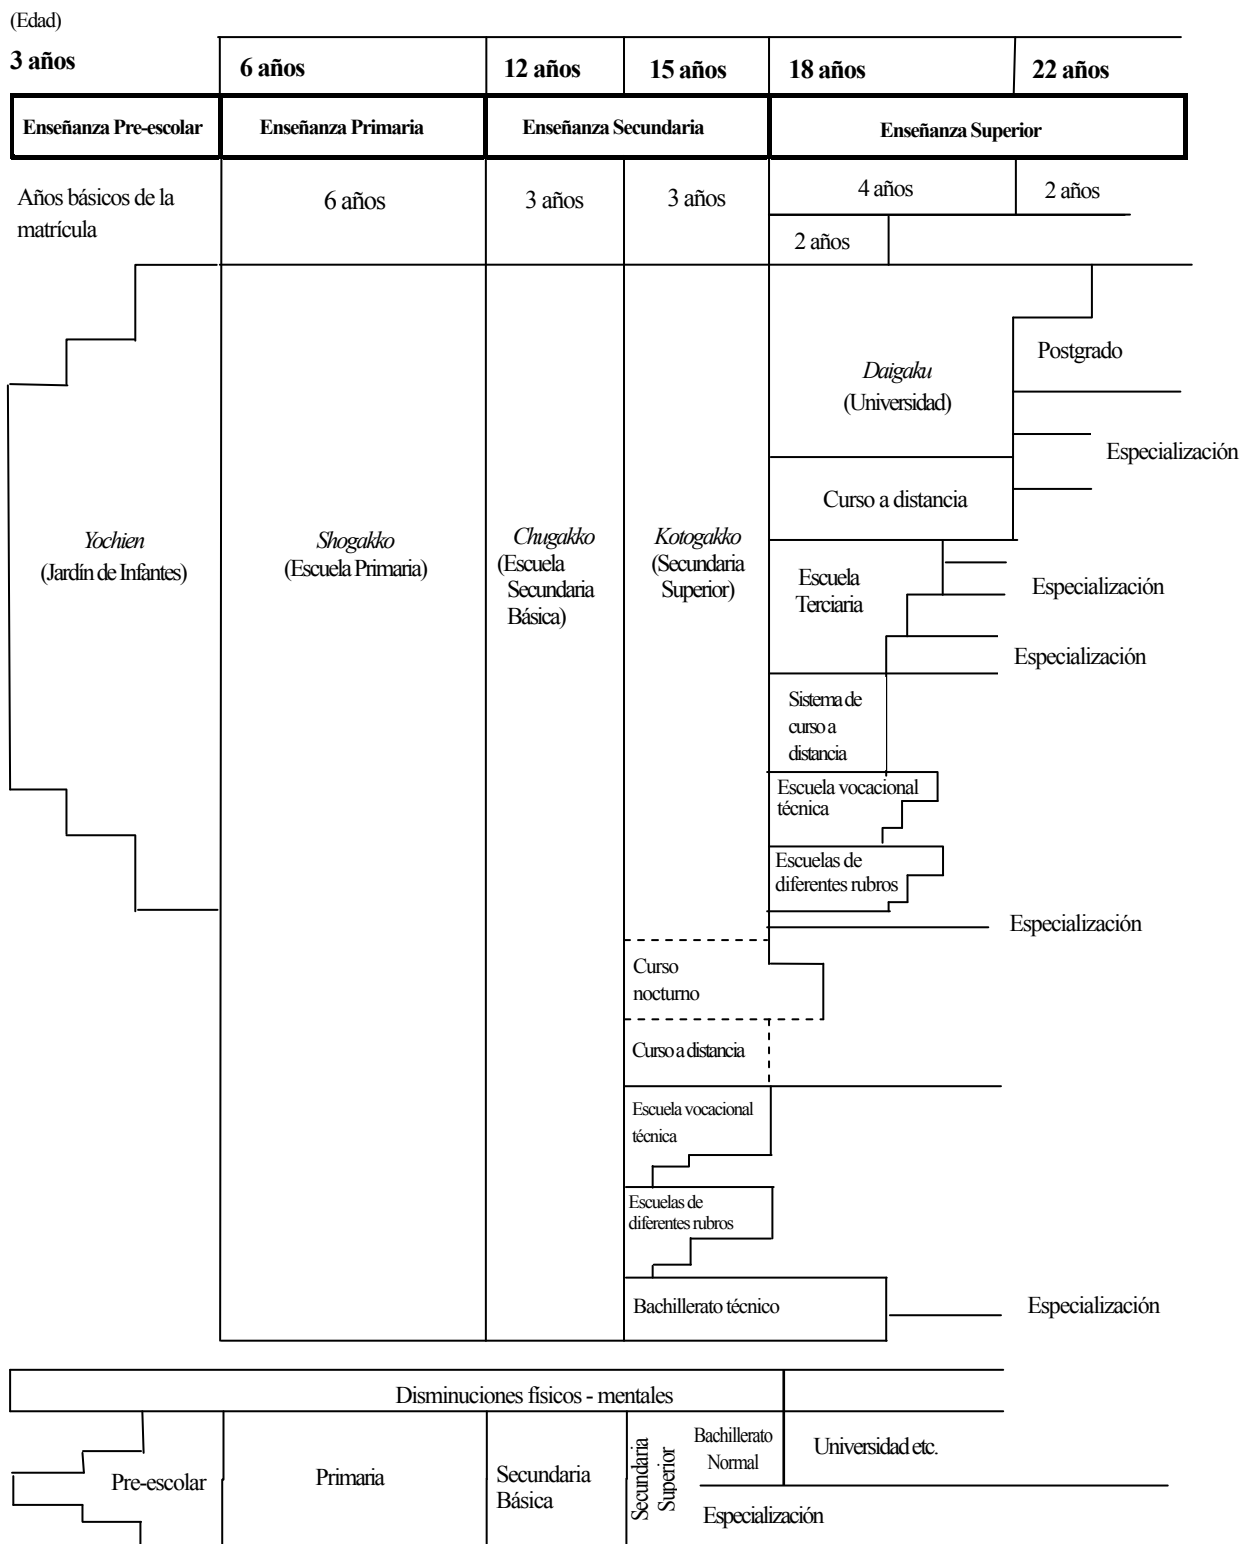 (Edad)
3 años
6 años
12 años
15 años
18 años
22 años
Enseñanza Pre-escolar
Enseñanza Primaria
Enseñanza Secundaria
Enseñanza Superior
Años básicos de la
matrícula
6 años
3 años
3 años
4 años
2 años
2 años
Yochien
(Jardín de Infantes)
Shogakko
(Escuela Primaria)
Chugakko
(Escuela
Secundaria
Básica)
Kotogakko
(Secundaria
Superior)
Daigaku
(Universidad)
Postgrado
Especialización
Curso a distancia
Escuela
Terciaria
Especialización
Especialización
Sistema de
curso a
distancia
Escuela vocacional
técnica
Escuelas de
diferentes rubros
Especialización
Curso
nocturno
Curso a distancia
Escuela vocacional
técnica
Escuelas de
diferentes rubros
Bachillerato técnico
Especialización
Disminuciones físicos - mentales
Pre-escolar
Primaria
Secundaria
Básica
Secundaria
Superior
Bachillerato
Normal
Universidad etc.
Especialización